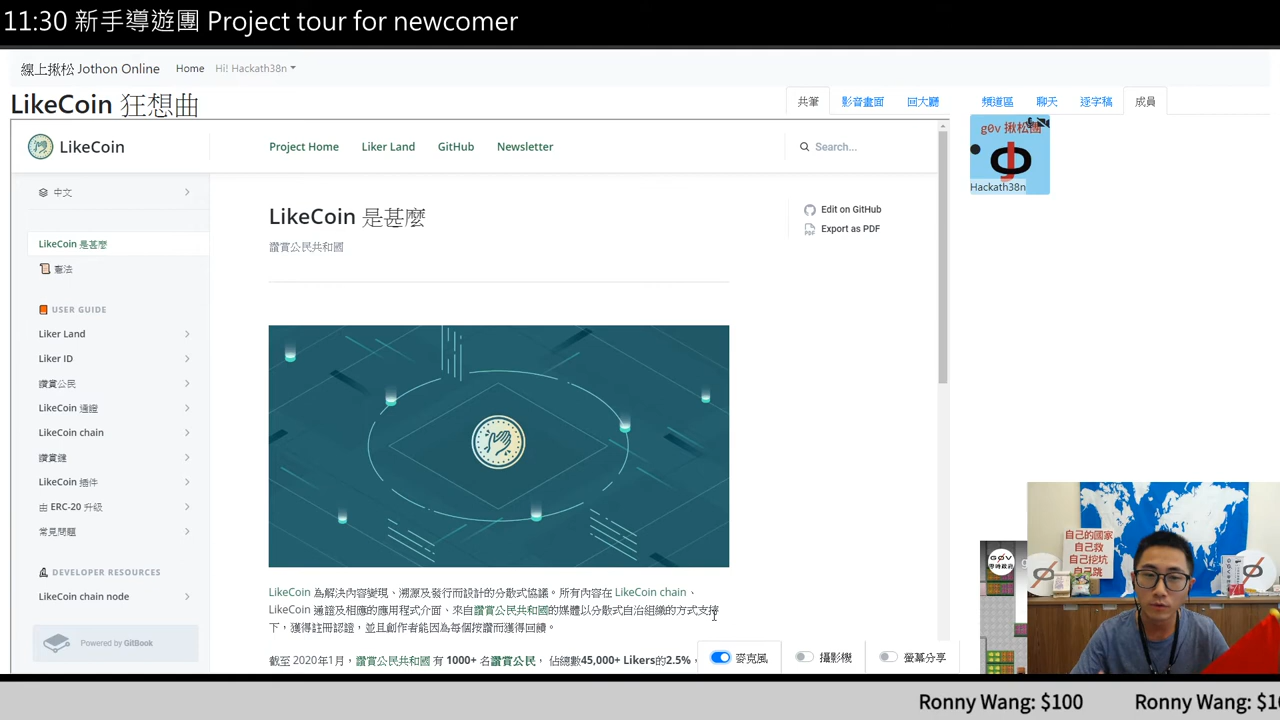 11:30 新手導遊團 Project tour for newcomer
線上揪松 Jothon Online
Home
Hi! Hackath38n
LikeCoin 狂想曲
共筆
影音畫面
回大廳
頻道區
聊天
逐字稿
成員
LikeCoin
Project Home
Liker Land
GitHub
Newsletter
Search...
g0v 揪松團
Hackath38n
中文
LikeCoin 是甚麼
憲法
USER GUIDE
Liker Land
Liker ID
讚賞公民
LikeCoin 通證
LikeCoin chain
讚賞鏈
LikeCoin 插件
由 ERC-20 升級
常見問題
DEVELOPER RESOURCES
LikeCoin chain node
Powered by GitBook
LikeCoin 是甚麼
讚賞公民共和國
Edit on GitHub
Export as PDF
LikeCoin 為解決內容變現、溯源及發行而設計的分散式協議。所有內容在 LikeCoin chain、
LikeCoin 通證及相應的應用程式介面、來自讚賞公民共和國的媒體以分散式自治組織的方式支持
下，獲得註冊認證，並且創作者能因為每個按讚而獲得回饋。
截至 2020年1月，讚賞公民共和國 有 1000+ 名讚賞公民， 佔總數45,000+ Likers的2.5%，
麥克風
攝影機
螢幕分享
自己的國家
自己救
自己挖坑
自己跳
G0V
Ronny Wang: $100
Ronny Wang: $10